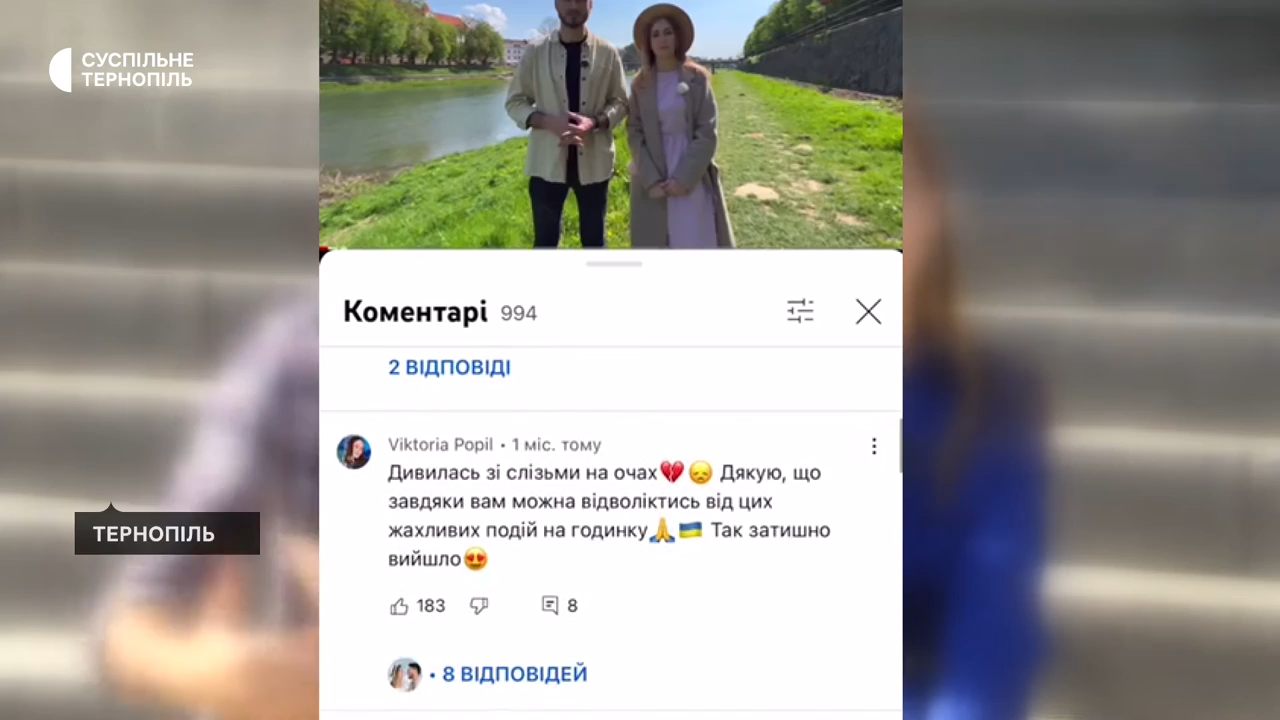 СУСПІЛЬНЕ
ТЕРНОПІЛЬ
Коментарі 994
2 ВІДПОВІДІ
Viktoria Popil • 1 міс. тому
Дивилась зі слізьми на очах💔😞 Дякую, що
завдяки вам можна відволіктись від цих
жахливих подій на годинку🙏🇺🇦 Так затишно
вийшло😍
183 8
• 8 ВІДПОВІДЕЙ
ТЕРНОПІЛЬ